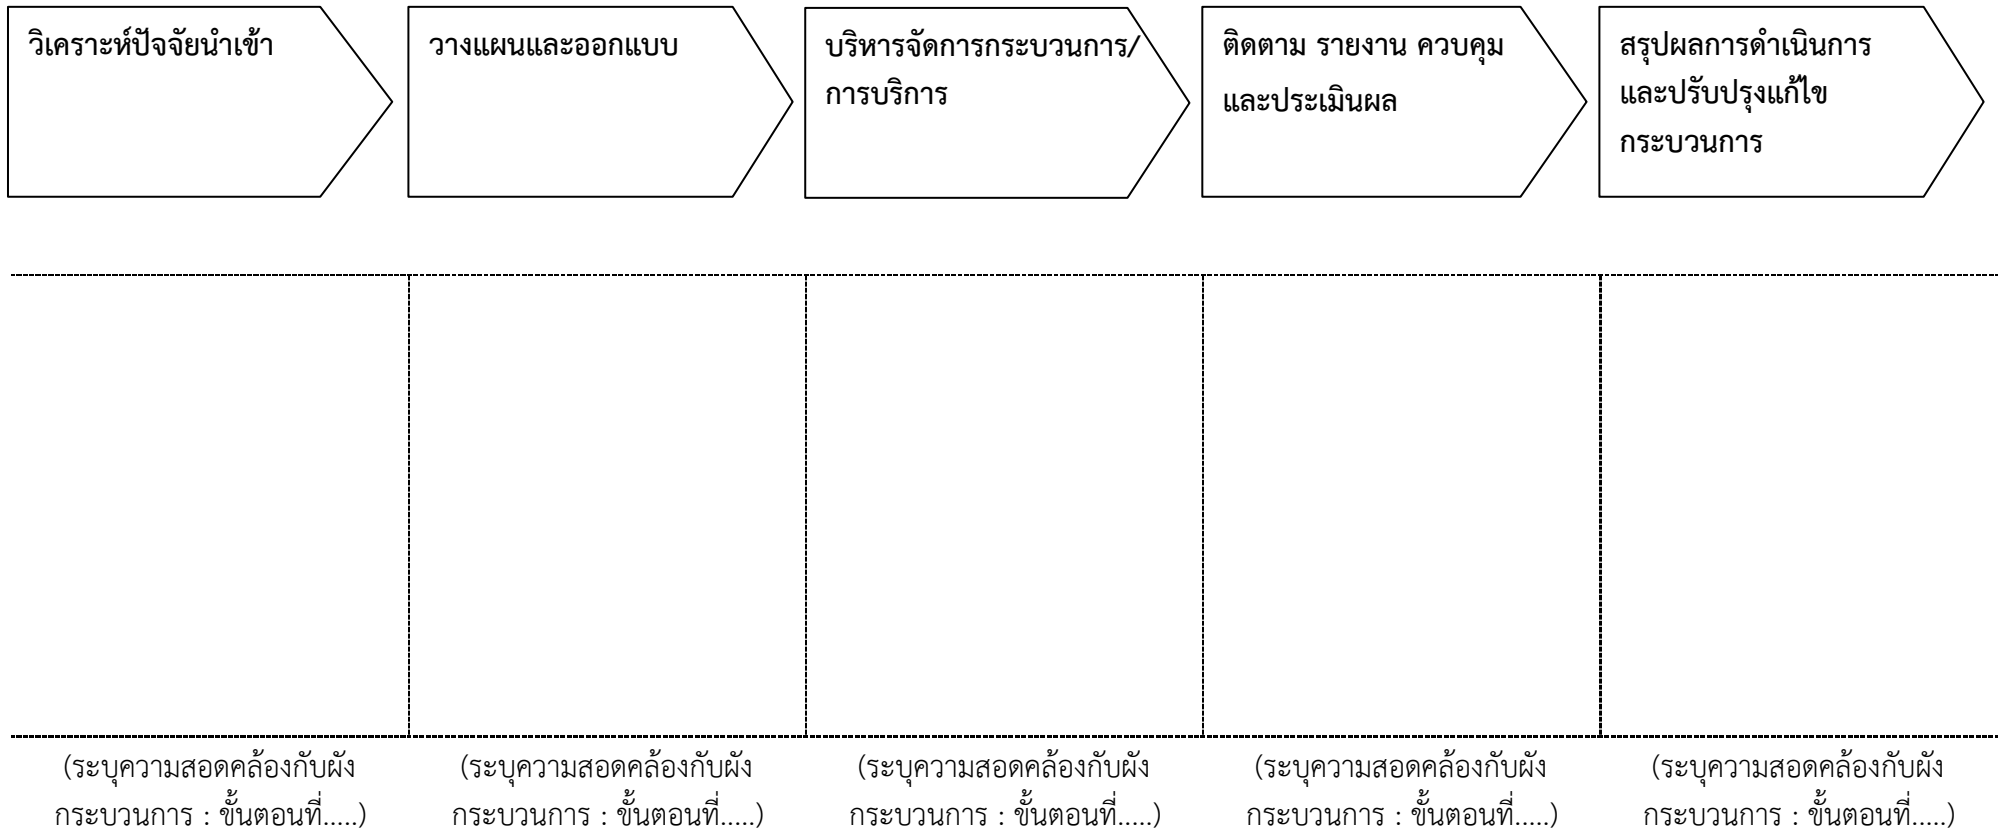 วิเคราะห์ปัจจัยนำเข้า
วางแผนและออกแบบ
บริหารจัดการกระบวนการ/
การบริการ
ติดตาม รายงาน ควบคุม
และประเมินผล
สรุปผลการดำเนินการ
และปรับปรุงแก้ไข
กระบวนการ
(ระบุความสอดคล้องกับผัง
กระบวนการ : ขั้นตอนที่.....)
(ระบุความสอดคล้องกับผัง
กระบวนการ : ขั้นตอนที่.....)
(ระบุความสอดคล้องกับผัง
กระบวนการ : ขั้นตอนที่.....)
(ระบุความสอดคล้องกับผัง
กระบวนการ : ขั้นตอนที่.....)
(ระบุความสอดคล้องกับผัง
กระบวนการ : ขั้นตอนที่.....)